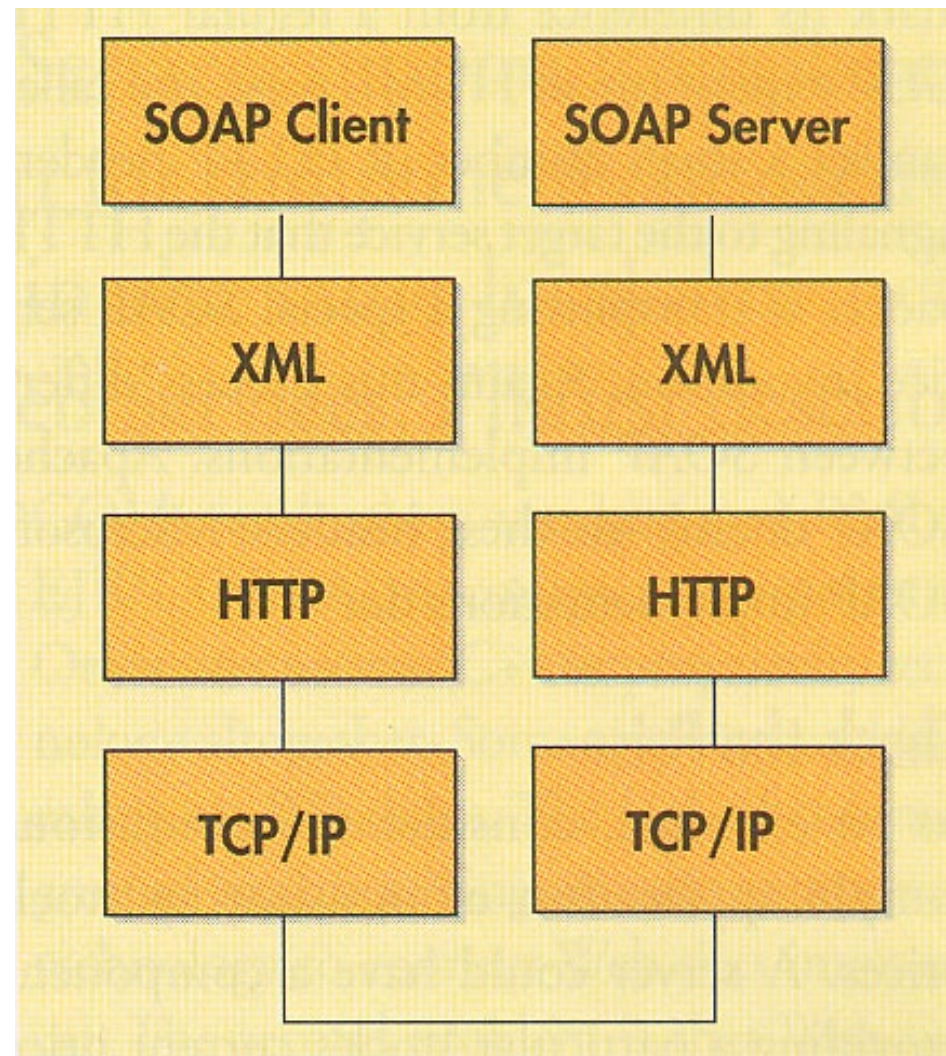 SOAP Client
SOAP Server
XML
XML
HTTP
HTTP
TCP/IP
TCP/IP